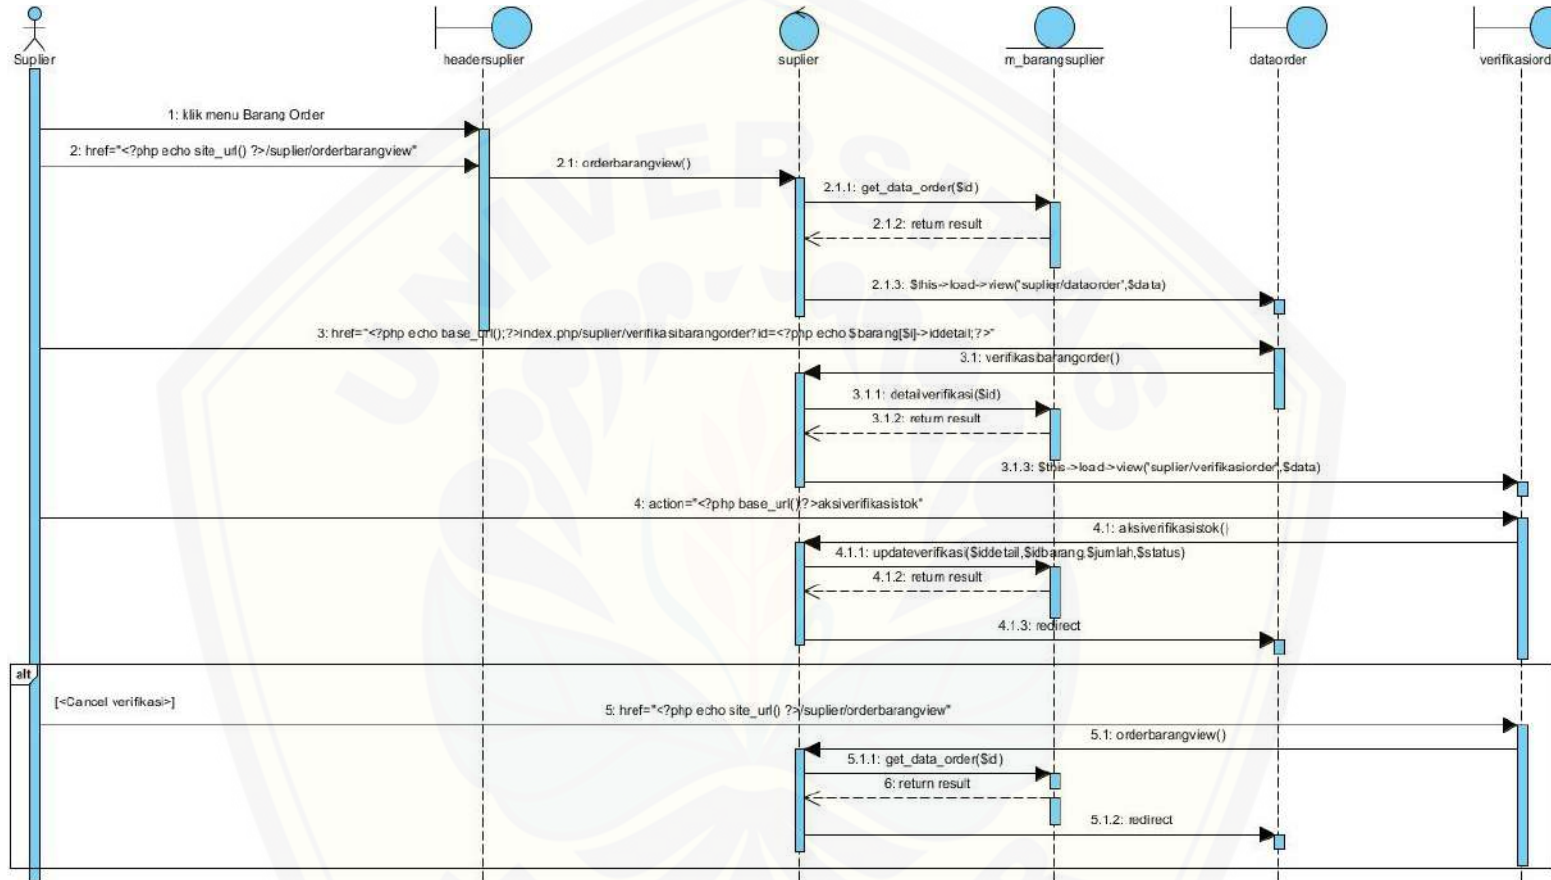 Suplier
headersuplier
suplier
m_barangsuplier
dataorder
verifikasiord
1: klik menu Barang Order
2: href="<?php echo site_url() ?>/suplier/orderbarangview"
2.1: orderbarangview()
2.1.1: get_data_order($id)
2.1.2: return result
2.1.3: $this->load->view("suplier/dataorder",$data)
3: href="<?php echo base_url();?>index.php/suplier/verifikasibarangorder?id=<?php echo $barang[$i]->iddetail;?>"
3.1: verifikasibarangorder()
3.1.1: detailverifikasi($id)
3.1.2: return result
3.1.3: $this->load->view("suplier/verifikasiorder",$data)
4: action="<?php base_url();?>aksiverifikasistok"
4.1: aksiverifikasistok()
4.1.1: updateverifikasi($iddetail,$idbarang,$jumlah,$status)
4.1.2: return result
4.1.3: redirect
alt
[<Cancel verifikasi>]
5: href="<?php echo site_url() ?>/suplier/orderbarangview"
5.1: orderbarangview()
5.1.1: get_data_order($id)
6: return result
5.1.2: redirect
UNIVERSITAS